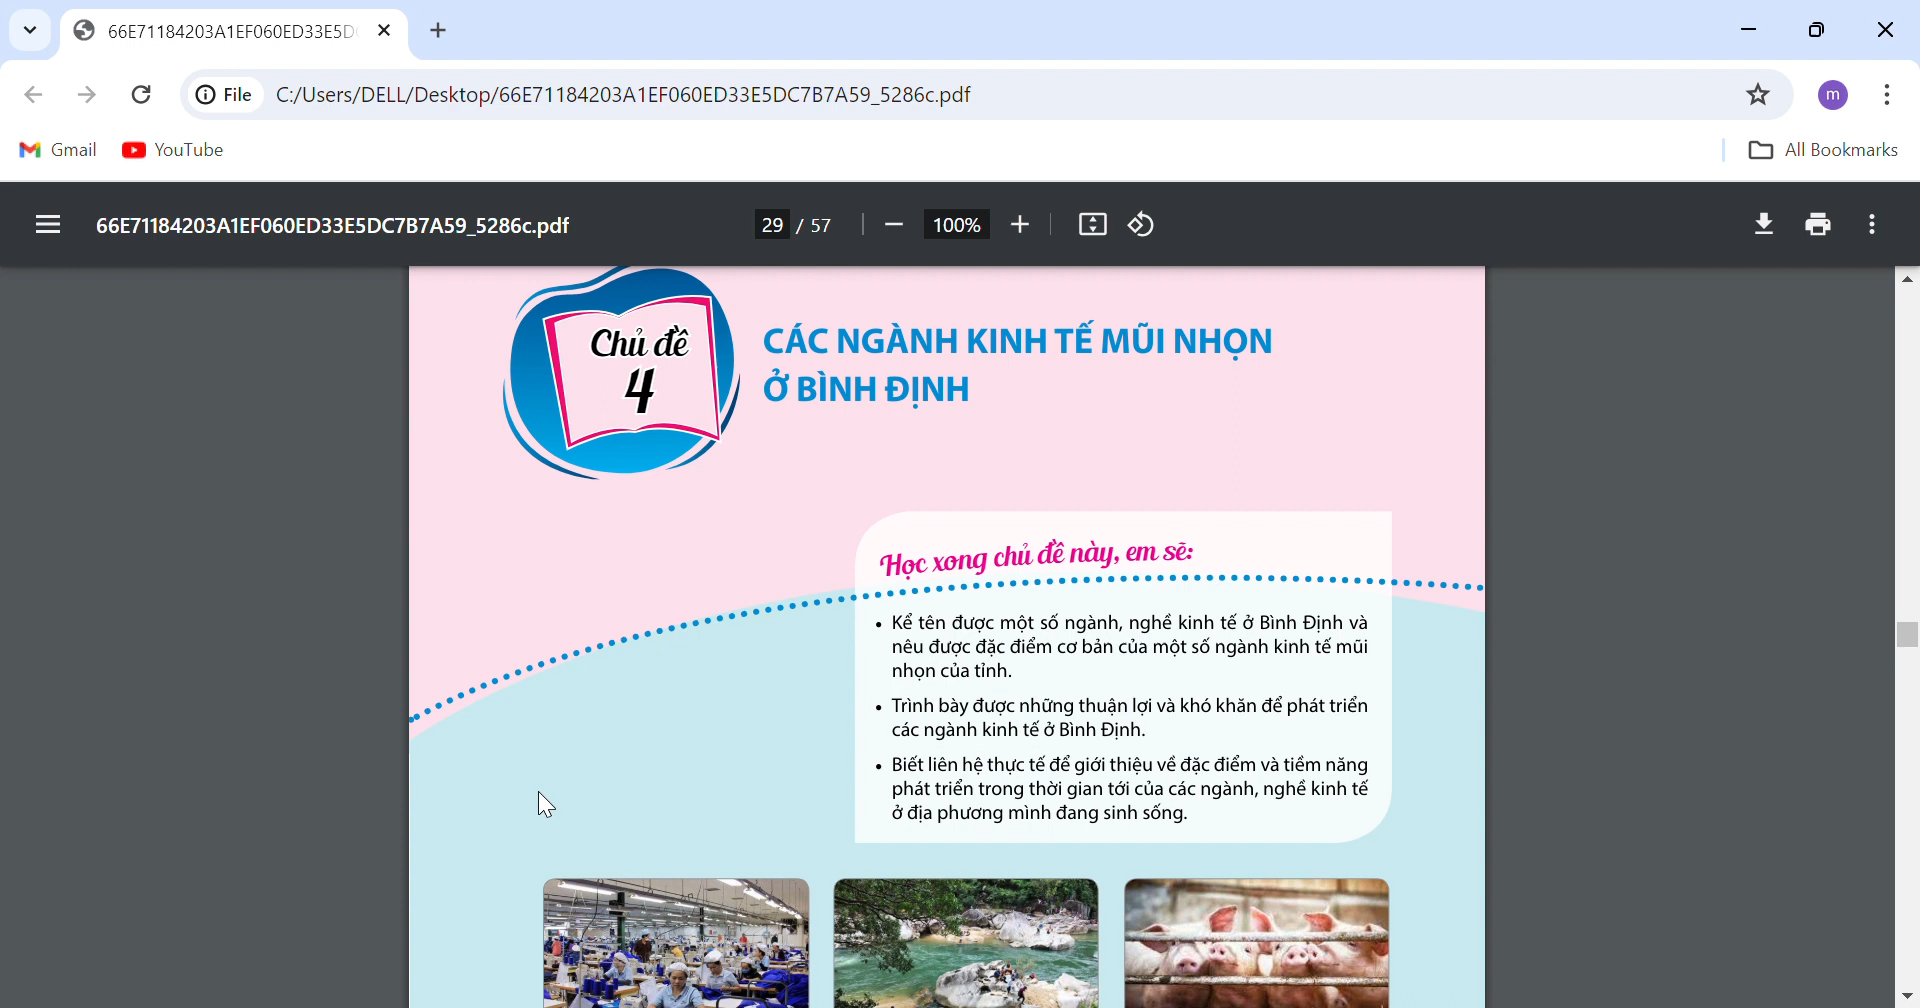 66E71184203A1EF060ED33E5D
File
C:/Users/DELL/Desktop/66E71184203A1EF060ED33E5DC7B7A59_5286c.pdf
m
Gmail
YouTube
All Bookmarks
66E71184203A1EF060ED33E5DC7B7A59_5286c.pdf
29 / 57
100%
Chủ đề
4
CÁC NGÀNH KINH TẾ MŨI NHỌN
Ở BÌNH ĐỊNH
Học xong chủ đề này, em sẽ:
• Kể tên được một số ngành, nghề kinh tế ở Bình Định và
nêu được đặc điểm cơ bản của một số ngành kinh tế mũi
nhọn của tỉnh.
• Trình bày được những thuận lợi và khó khăn để phát triển
các ngành kinh tế ở Bình Định.
• Biết liên hệ thực tế để giới thiệu về đặc điểm và tiềm năng
phát triển trong thời gian tới của các ngành, nghề kinh tế
ở địa phương mình đang sinh sống.